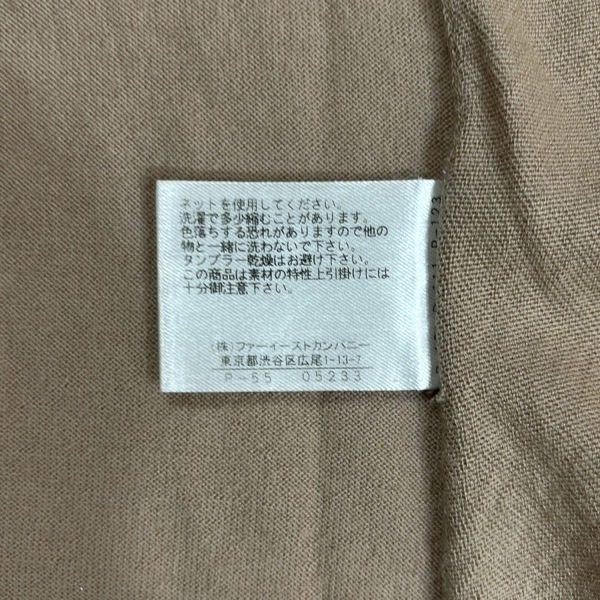 ネットを使用してください。
洗濯で多少縮むことがあります。
色落ちする恐れがありますので他の
物と一緒に洗わないで下さい。
タンブラー乾燥はお避け下さい。
この商品は素材の特性上引掛けには
十分御注意下さい。
(株)ファーイーストカンパニー
東京都渋谷区広尾1-13-7
P-55 05233